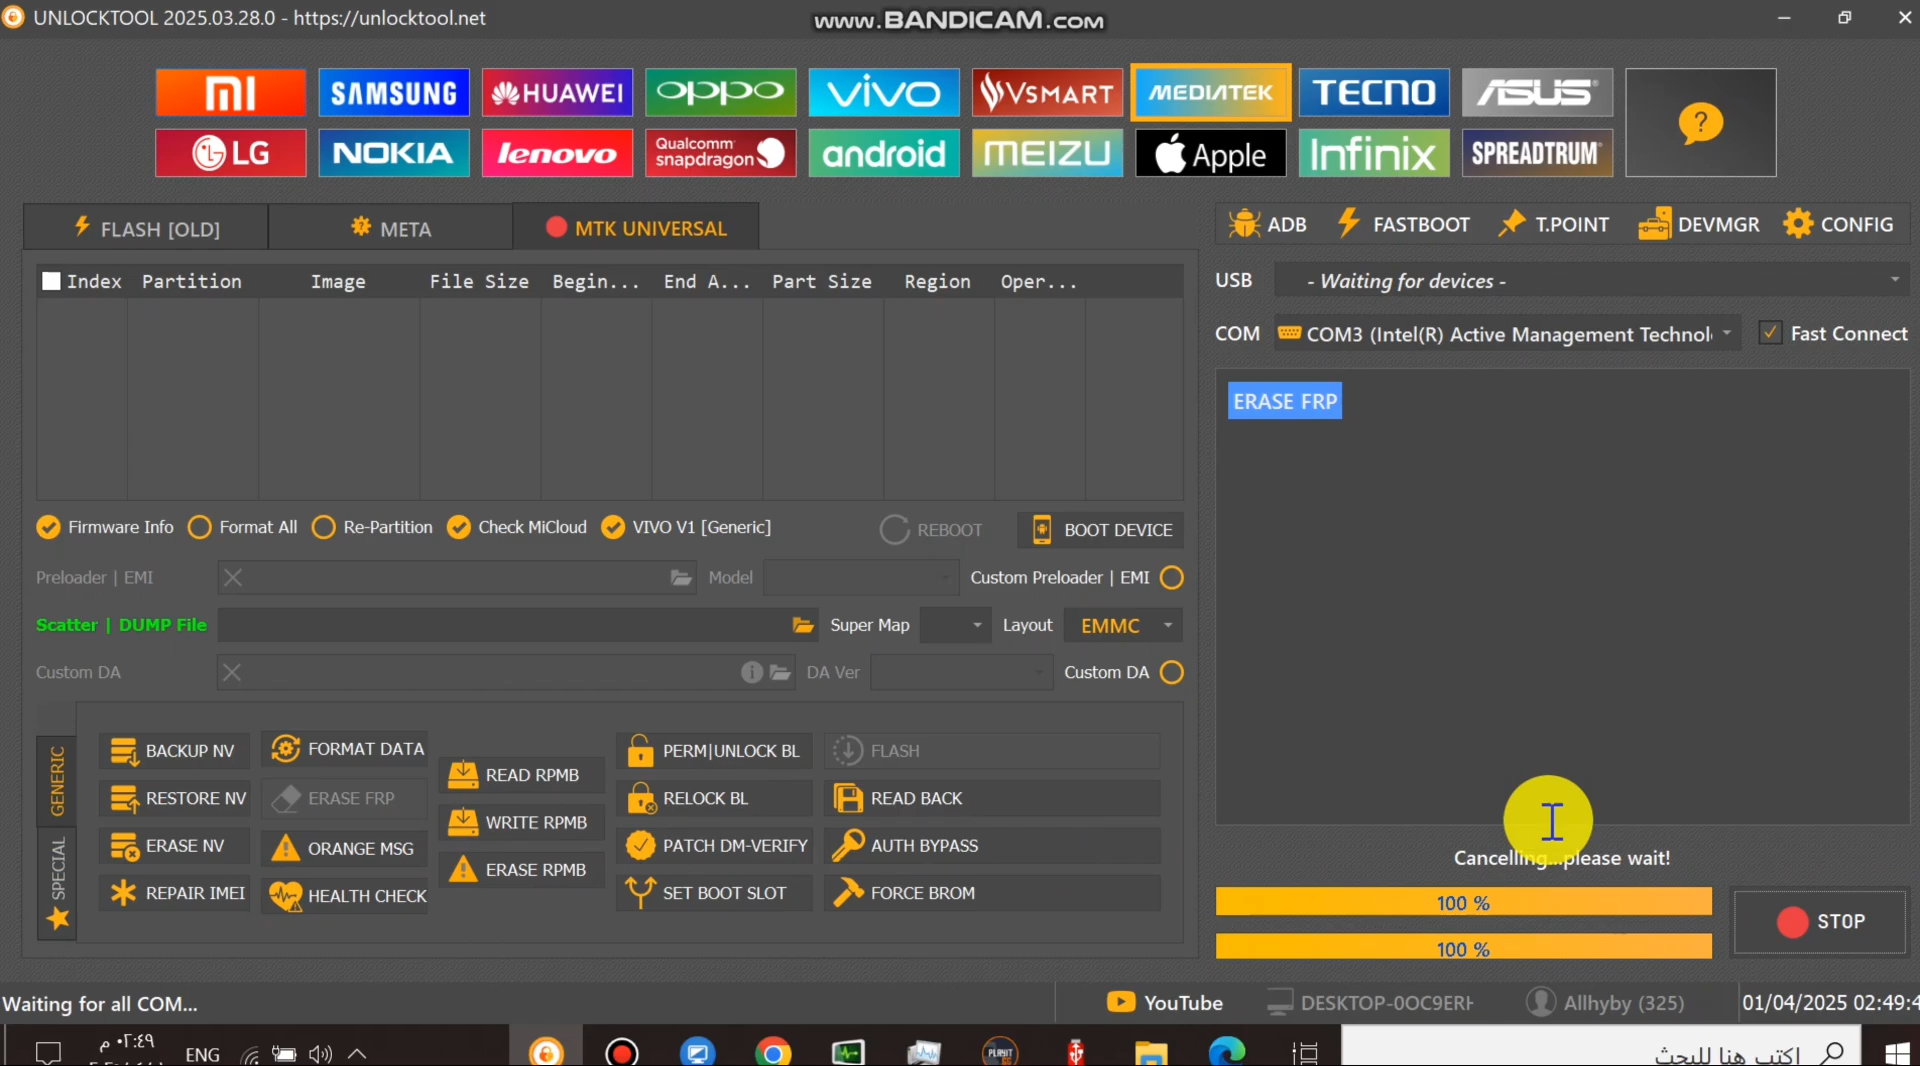 UNLOCKTOOL 2025.03.28.0 - https://unlocktool.net
www.BANDICAM.com
SAMSUNG HUAWEI oppo vivo VSMART MEDIATEK TECNO ASUS
LG NOKIA lenovo Qualcomm snapdragon android MEIZU Apple Infinix SPREADTRUM
FLASH [OLD] META MTK UNIVERSAL
ADB FASTBOOT T.POINT DEVMGR CONFIG
Index Partition Image File Size Begin... End A... Part Size Region Oper...
USB - Waiting for devices -
COM COM3 (Intel(R) Active Management Technol Fast Connect
ERASE FRP
Firmware Info Format All Re-Partition Check MiCloud VIVO V1 [Generic] REBOOT BOOT DEVICE
Preloader | EMI Model Custom Preloader | EMI
Scatter | DUMP File Super Map Layout EMMC
Custom DA DA Ver Custom DA
GENERIC
SPECIAL
BACKUP NV FORMAT DATA READ RPMB PERM|UNLOCK BL FLASH
RESTORE NV ERASE FRP WRITE RPMB RELOCK BL READ BACK
ERASE NV ORANGE MSG ERASE RPMB PATCH DM-VERIFY AUTH BYPASS
REPAIR IMEI HEALTH CHECK SET BOOT SLOT FORCE BROM
Cancelling...please wait!
100 %
100 %
STOP
Waiting for all COM...
YouTube Allhyby (325) 01/04/2025 02:49:4
٠٢:٤٩ م
ENG
PLAYIT
اكتب هنا للبحث